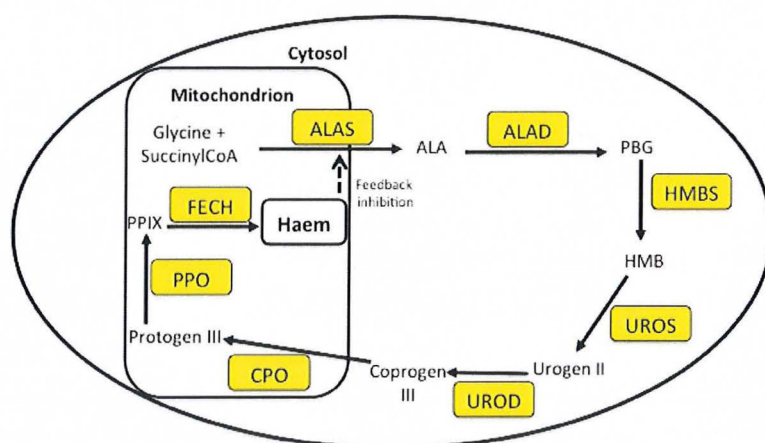 Cytosol
Mitochondrion
Glycine +
SuccinylCoA
ALAS
ALA
ALAD
PBG
Feedback
inhibition
HMBS
FECH
PPIX
Haem
HMB
PPO
UROS
Protogen III
CPO
Coprogen
III
UROD
Urogen II